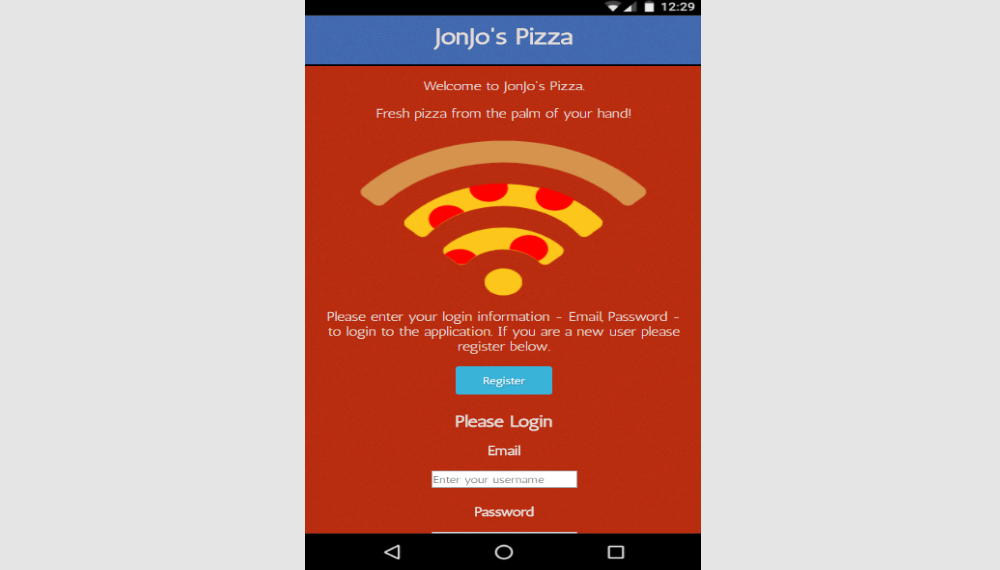 12:29
JonJo's Pizza
Welcome to JonJo's Pizza.
Fresh pizza from the palm of your hand!
Please enter your login information - Email, Password -
to login to the application. If you are a new user please
register below.
Register
Please Login
Email
Enter your username
Password